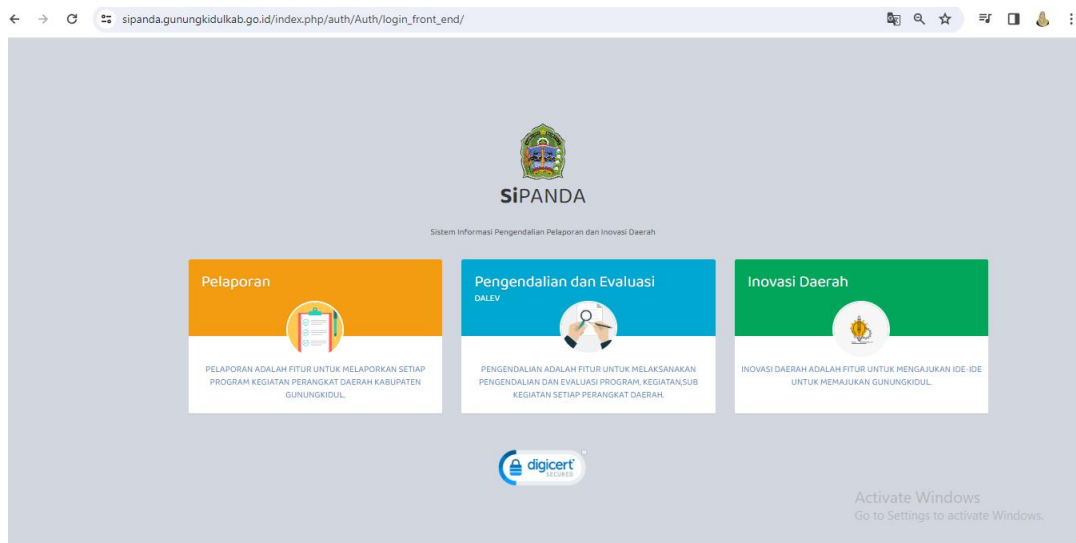 sipanda.gunungkidulkab.go.id/index.php/auth/Auth/login_front_end/
SiPANDA
Sistem Informasi Pengendalian Pelaporan dan Inovasi Daerah
Pelaporan
PELAPORAN ADALAH FITUR UNTUK MELAPORKAN SETIAP
PROGRAM KEGIATAN PERANGKAT DAERAH KABUPATEN
GUNUNGKIDUL.
Pengendalian dan Evaluasi
DALEV
PENGENDALIAN ADALAH FITUR UNTUK MELAKSANAKAN
PENGENDALIAN DAN EVALUASI PROGRAM, KEGIATAN,SUB
KEGIATAN SETIAP PERANGKAT DAERAH.
Inovasi Daerah
INOVASI DAERAH ADALAH FITUR UNTUK MENGAJUKAN IDE-IDE
UNTUK MEMAJUKAN GUNUNGKIDUL.
digicert
SECURED
Activate Windows
Go to Settings to activate Windows.